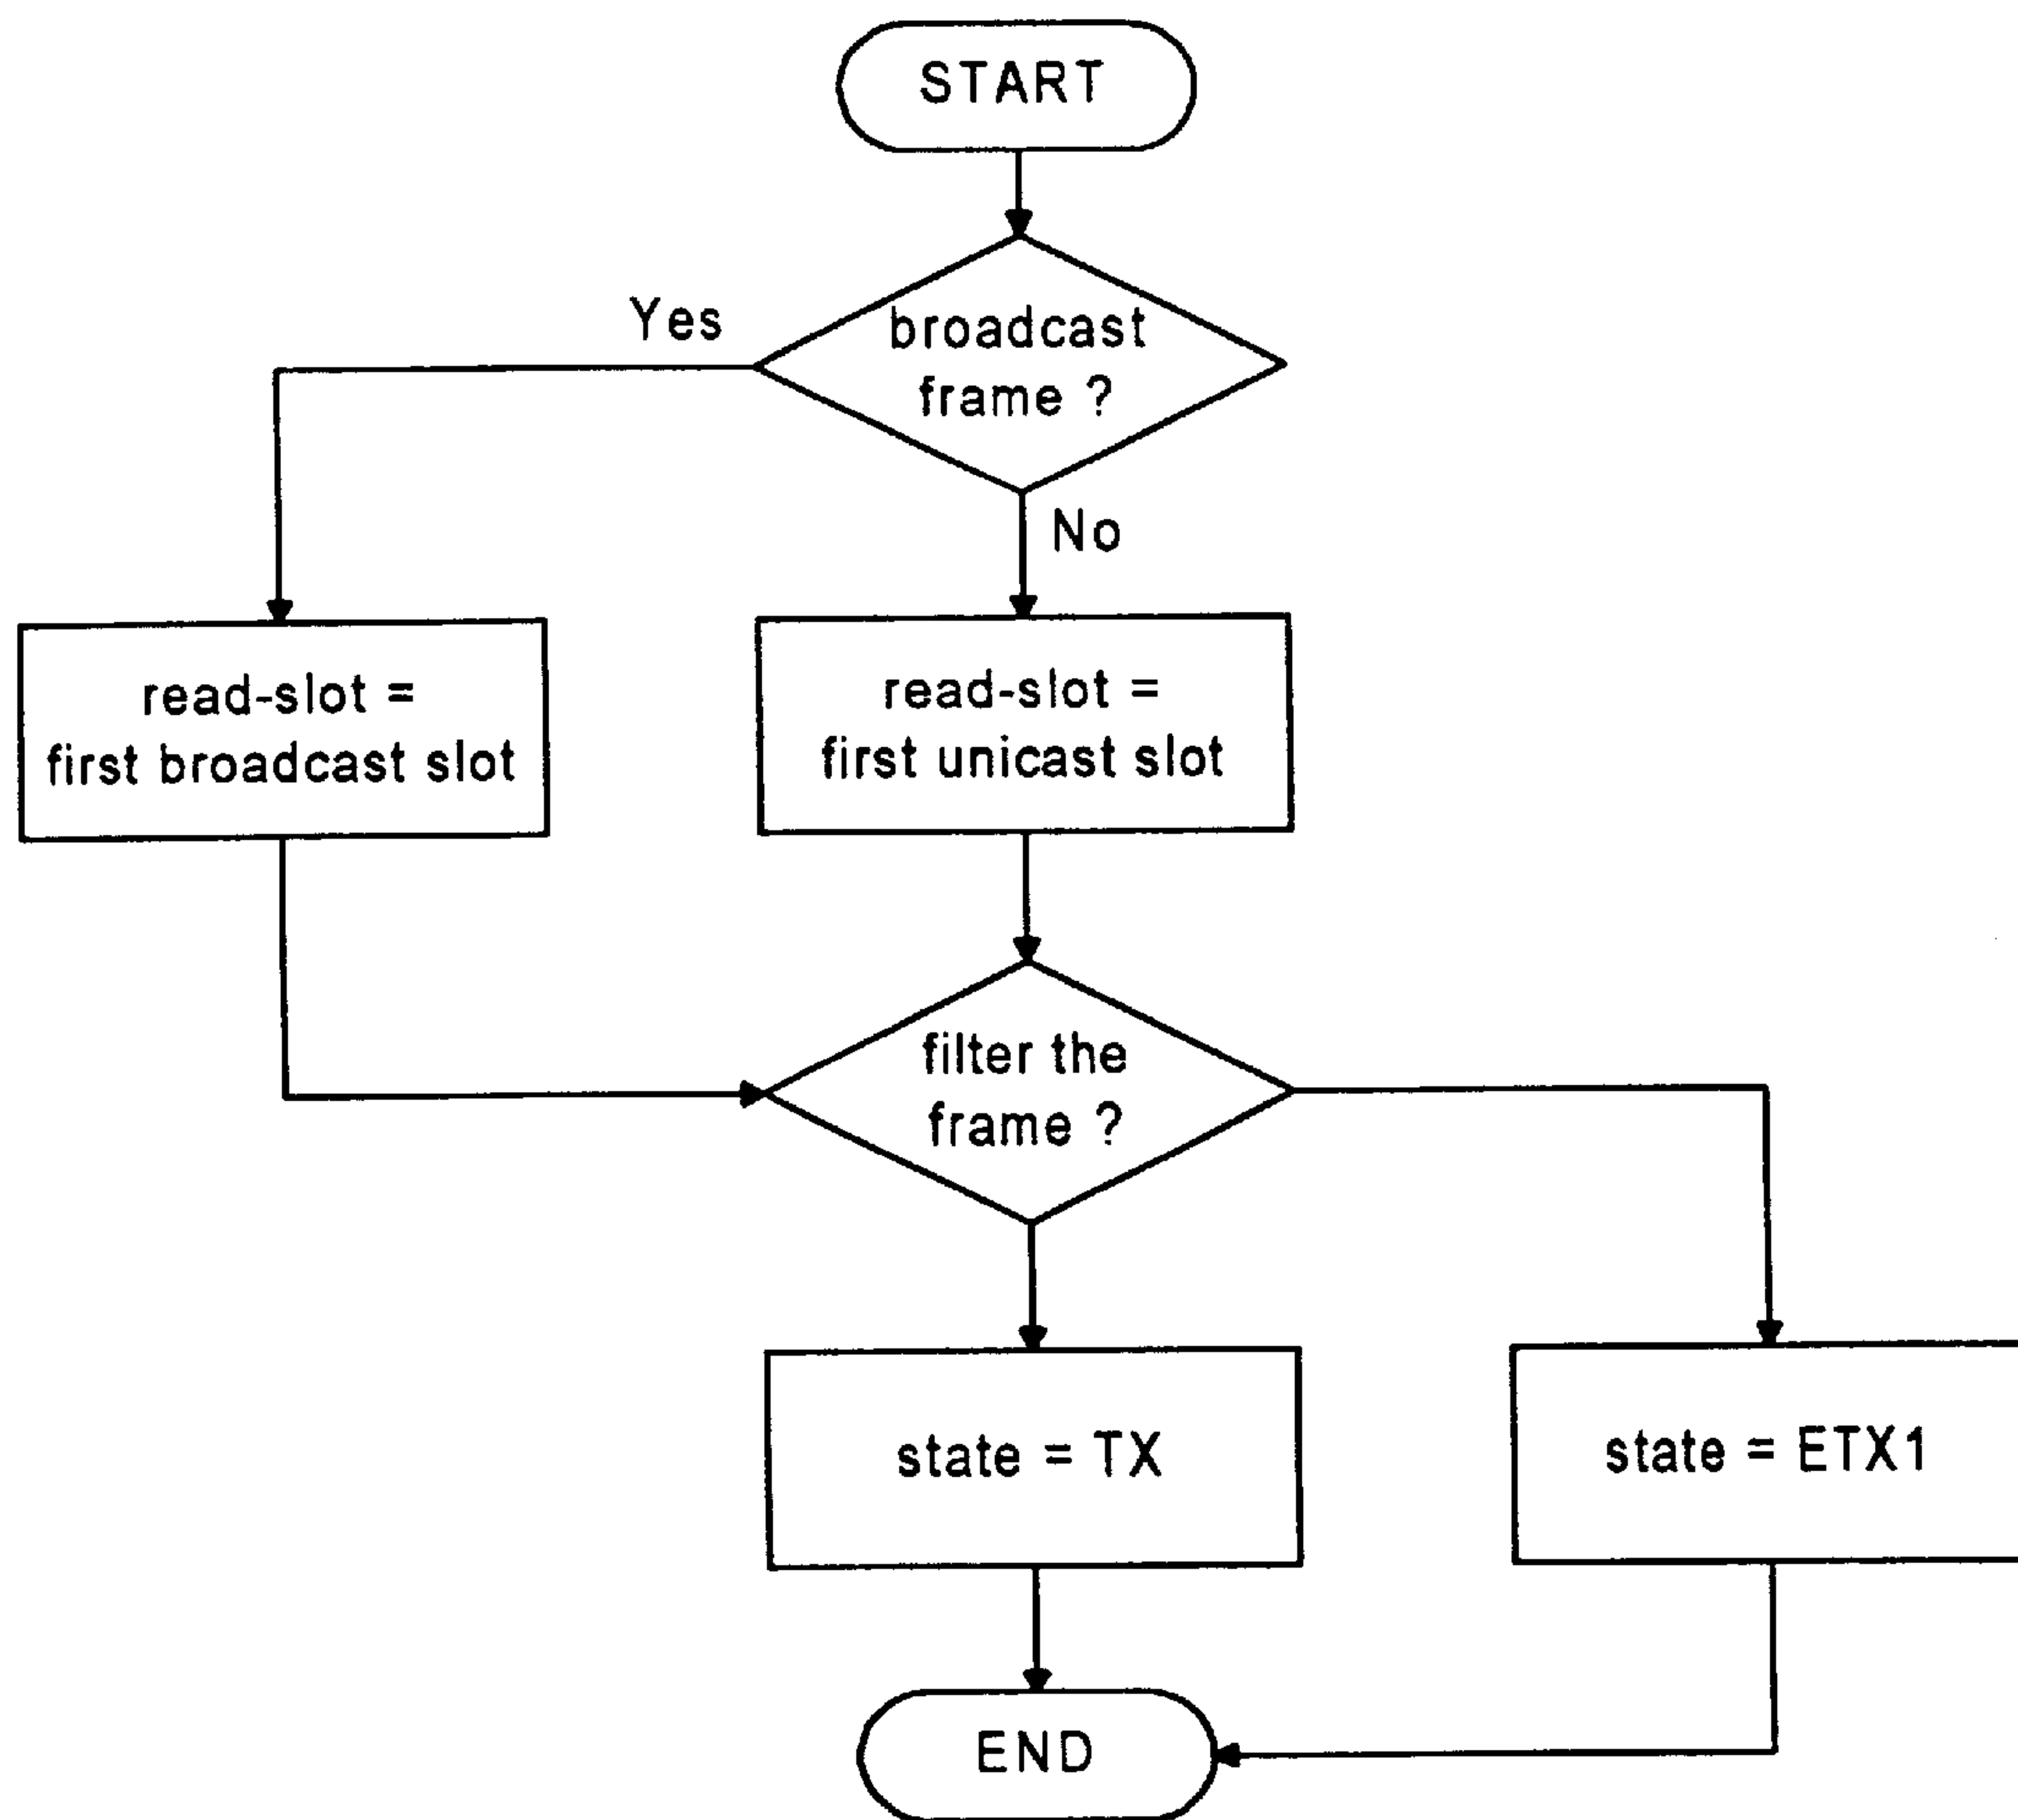 START
broadcast
frame ?
Yes
No
read-slot =
first broadcast slot
read-slot =
first unicast slot
filter the
frame ?
state = TX
state = ETX1
END